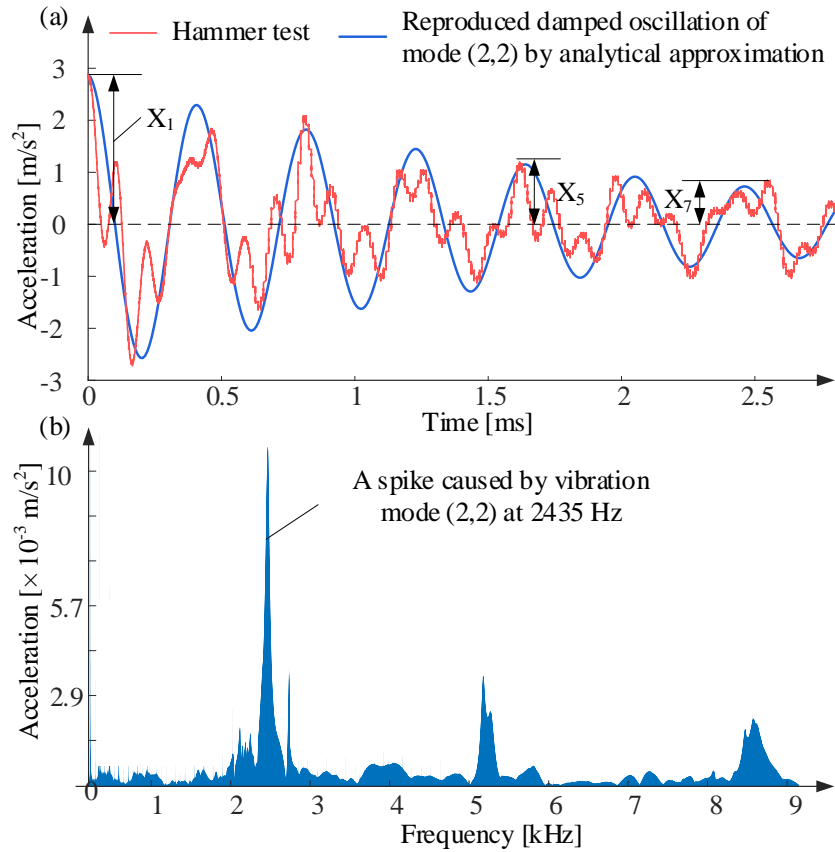 (a)
Hammer test
Reproduced damped oscillation of
mode (2,2) by analytical approximation
Acceleration [m/s²]
3
2
1
0
-1
-2
-3
X₁
X₅
X₇
0
0.5
1
1.5
2
2.5
Time [ms]
(b)
Acceleration [× 10⁻³ m/s²]
10
5.7
2.9
0
A spike caused by vibration
mode (2,2) at 2435 Hz
0
1
2
3
4
5
6
7
8
9
Frequency [kHz]